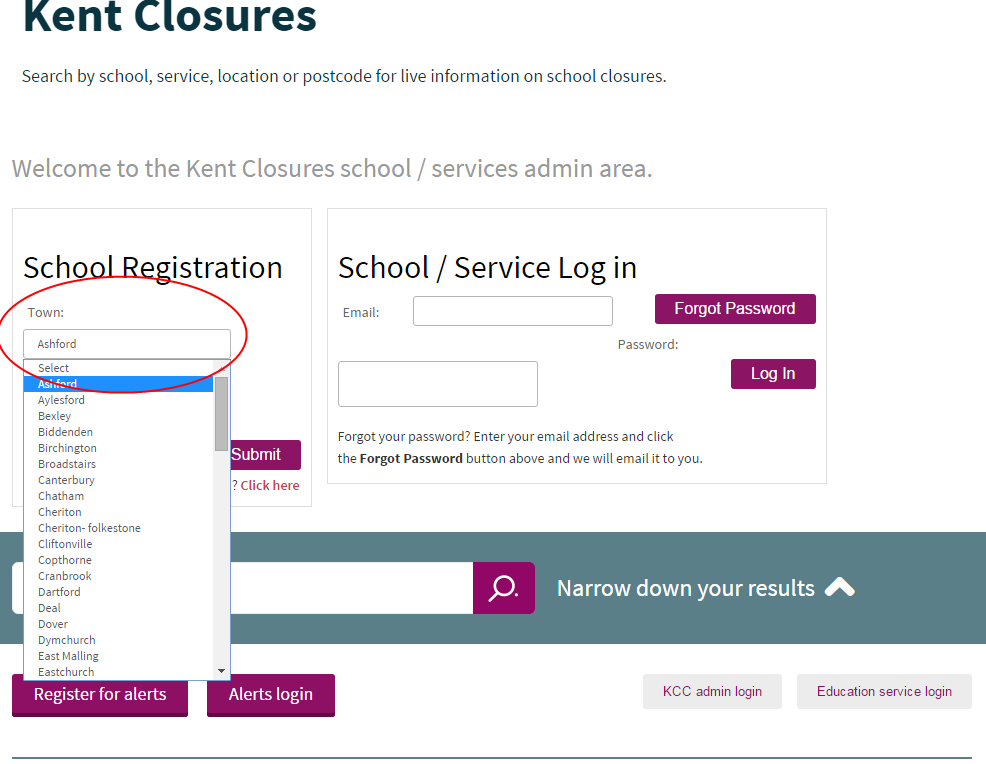 Kent Closures
Search by school, service, location or postcode for live information on school closures.
Welcome to the Kent Closures school / services admin area.
School Registration
Town:
Ashford
Select
Ashford
Aylesford
Bexley
Biddenden
Birchington
Broadstairs
Canterbury
Chatham
Cheriton
Cheriton- folkestone
Cliftonville
Copthorne
Cranbrook
Dartford
Deal
Dover
Dymchurch
East Malling
Eastchurch
Submit
? Click here
School / Service Log in
Email:
Forgot Password
Password:
Log In
Forgot your password? Enter your email address and click
the Forgot Password button above and we will email it to you.
Narrow down your results
Register for alerts
Alerts login
KCC admin login
Education service login